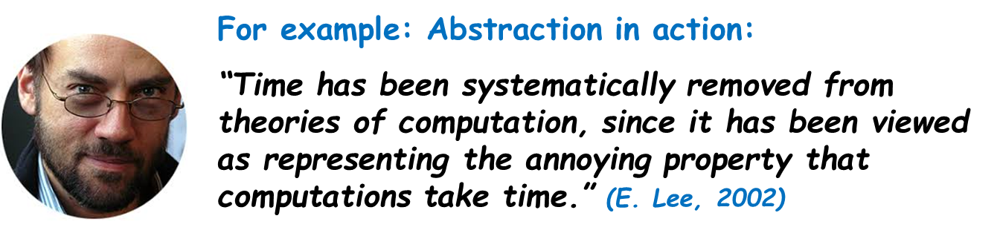 For example: Abstraction in action:
“Time has been systematically removed from
theories of computation, since it has been viewed
as representing the annoying property that
computations take time.” (E. Lee, 2002)